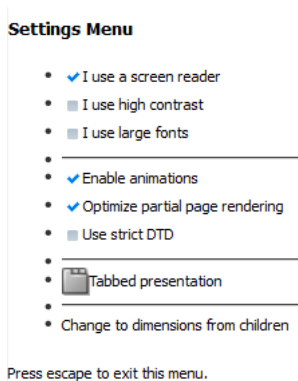 Settings Menu
I use a screen reader
I use high contrast
I use large fonts
Enable animations
Optimize partial page rendering
Use strict DTD
Tabbed presentation
Change to dimensions from children
Press escape to exit this menu.